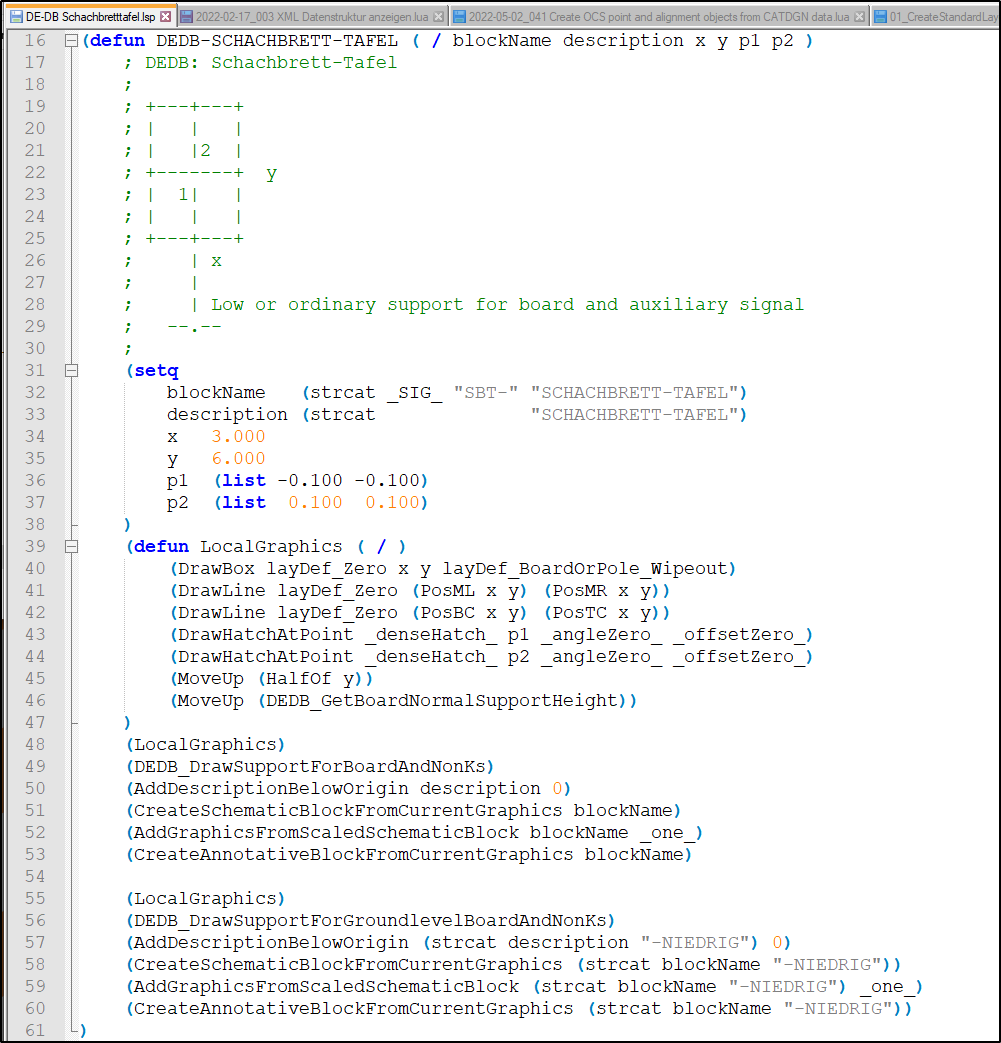 DE-DB Schachbretttafel.lsp 2022-02-17_003 XML Datenstruktur anzeigen.lua 2022-05-02_041 Create OCS point and alignment objects from CATDGN data.lua 01_CreateStandardLay
16 (defun DEDB-SCHACHBRETT-TAFEL ( / blockName description x y p1 p2 )
17     ; DEDB: Schachbrett-Tafel
18     ;
19     ; +---+---+
20     ; |   |   |
21     ; |   |2  |
22     ; +-------+  y
23     ; |  1|   |
24     ; |   |   |
25     ; +---+---+
26     ;     | x
27     ;     |
28     ;     | Low or ordinary support for board and auxiliary signal
29     ;   --.--
30     ;
31     (setq
32         blockName   (strcat _SIG_ "SBT-" "SCHACHBRETT-TAFEL")
33         description (strcat              "SCHACHBRETT-TAFEL")
34         x   3.000
35         y   6.000
36         p1  (list -0.100 -0.100)
37         p2  (list  0.100  0.100)
38     )
39     (defun LocalGraphics ( / )
40         (DrawBox layDef_Zero x y layDef_BoardOrPole_Wipeout)
41         (DrawLine layDef_Zero (PosML x y) (PosMR x y))
42         (DrawLine layDef_Zero (PosBC x y) (PosTC x y))
43         (DrawHatchAtPoint _denseHatch_ p1 _angleZero_ _offsetZero_)
44         (DrawHatchAtPoint _denseHatch_ p2 _angleZero_ _offsetZero_)
45         (MoveUp (HalfOf y))
46         (MoveUp (DEDB_GetBoardNormalSupportHeight))
47     )
48     (LocalGraphics)
49     (DEDB_DrawSupportForBoardAndNonKs)
50     (AddDescriptionBelowOrigin description 0)
51     (CreateSchematicBlockFromCurrentGraphics blockName)
52     (AddGraphicsFromScaledSchematicBlock blockName _one_)
53     (CreateAnnotativeBlockFromCurrentGraphics blockName)
54
55     (LocalGraphics)
56     (DEDB_DrawSupportForGroundlevelBoardAndNonKs)
57     (AddDescriptionBelowOrigin (strcat description "-NIEDRIG") 0)
58     (CreateSchematicBlockFromCurrentGraphics (strcat blockName "-NIEDRIG"))
59     (AddGraphicsFromScaledSchematicBlock (strcat blockName "-NIEDRIG") _one_)
60     (CreateAnnotativeBlockFromCurrentGraphics (strcat blockName "-NIEDRIG"))
61 )